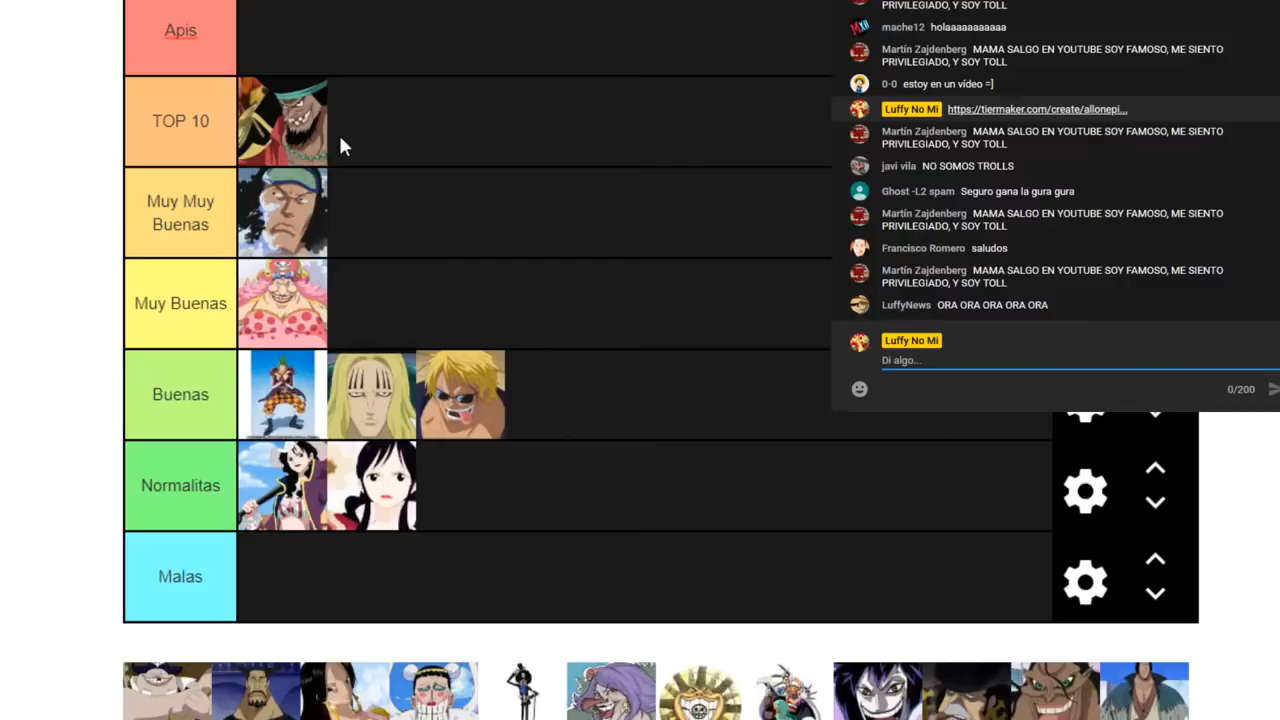 Apis
TOP 10
Muy Muy
Buenas
Muy Buenas
Buenas
Normalitas
Malas
PRIVILEGIADO, Y SOY TOLL
mache12 holaaaaaaaaaa
Martín Zajdenberg MAMA SALGO EN YOUTUBE SOY FAMOSO, ME SIENTO
PRIVILEGIADO, Y SOY TOLL
0-0 estoy en un vídeo =]
Luffy No Mi https://tiermaker.com/create/allonepi...
Martín Zajdenberg MAMA SALGO EN YOUTUBE SOY FAMOSO, ME SIENTO
PRIVILEGIADO, Y SOY TOLL
javi vila NO SOMOS TROLLS
Ghost -L2 spam Seguro gana la gura gura
Martín Zajdenberg MAMA SALGO EN YOUTUBE SOY FAMOSO, ME SIENTO
PRIVILEGIADO, Y SOY TOLL
Francisco Romero saludos
Martín Zajdenberg MAMA SALGO EN YOUTUBE SOY FAMOSO, ME SIENTO
PRIVILEGIADO, Y SOY TOLL
LuffyNews ORA ORA ORA ORA ORA
Luffy No Mi
Di algo...
0/200